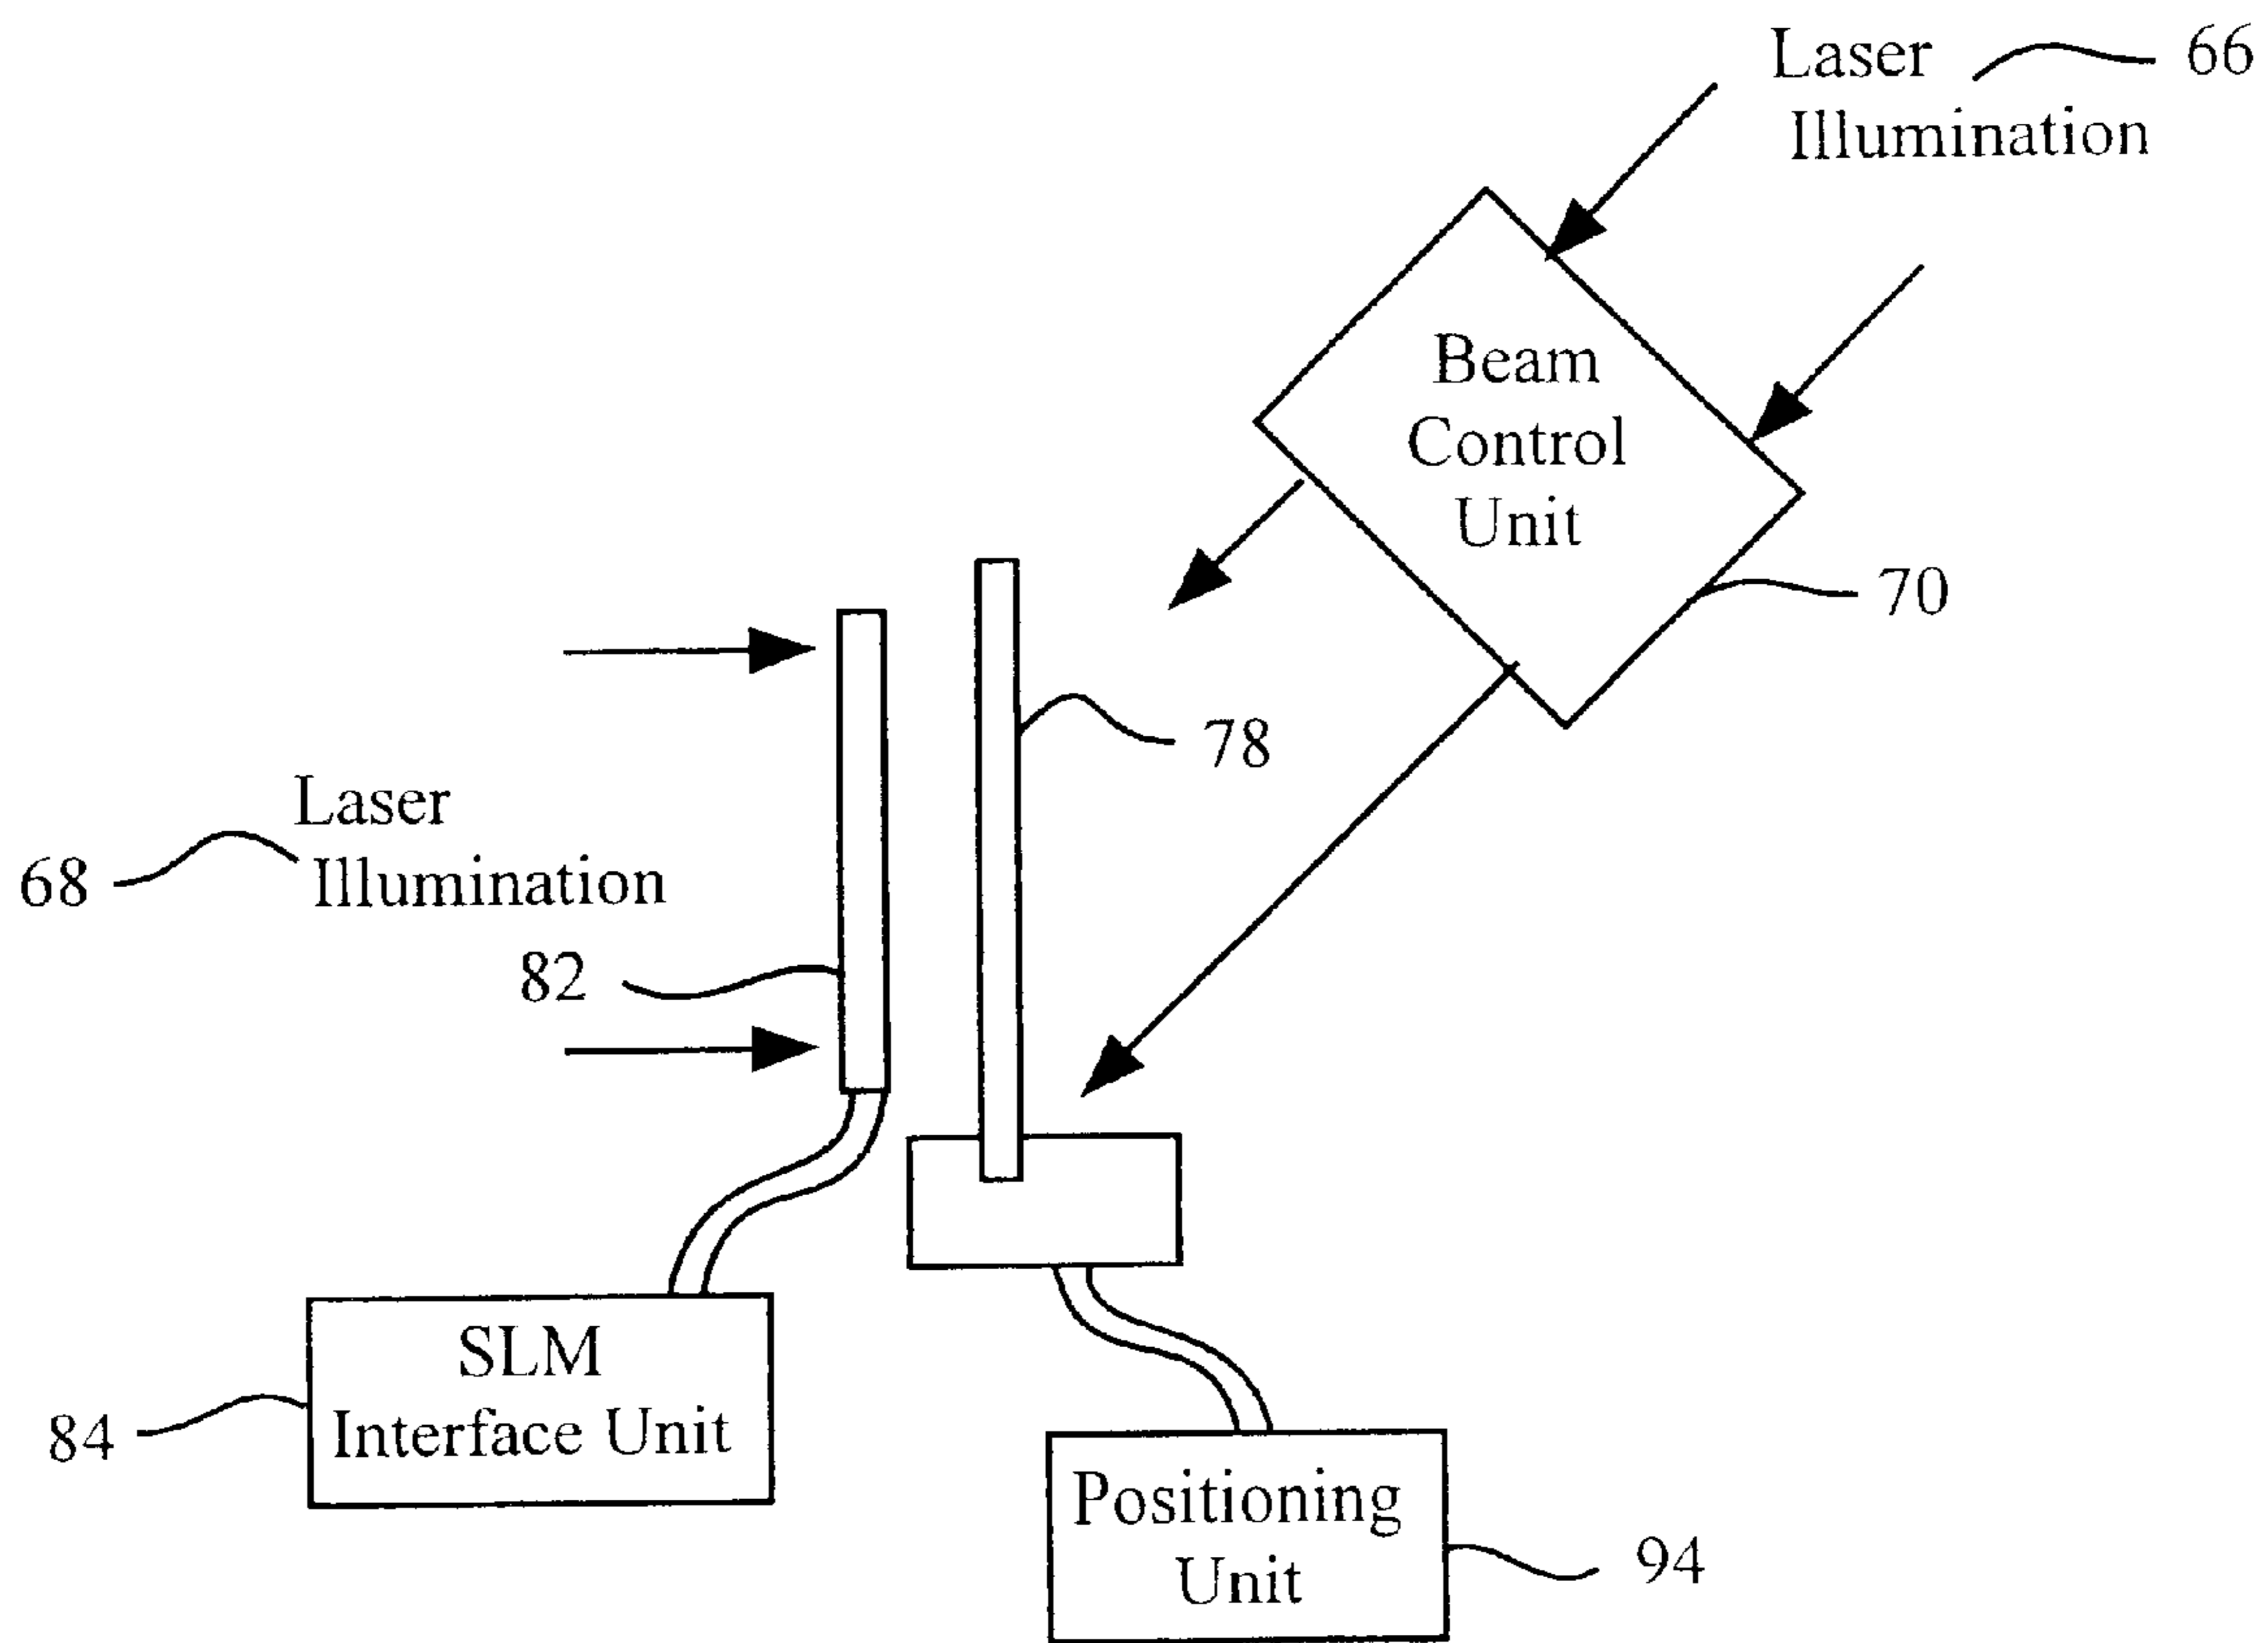 Laser
Illumination
66
Beam
Control
Unit
70
78
Laser
Illumination
68
82
SLM
Interface Unit
84
Positioning
Unit
94